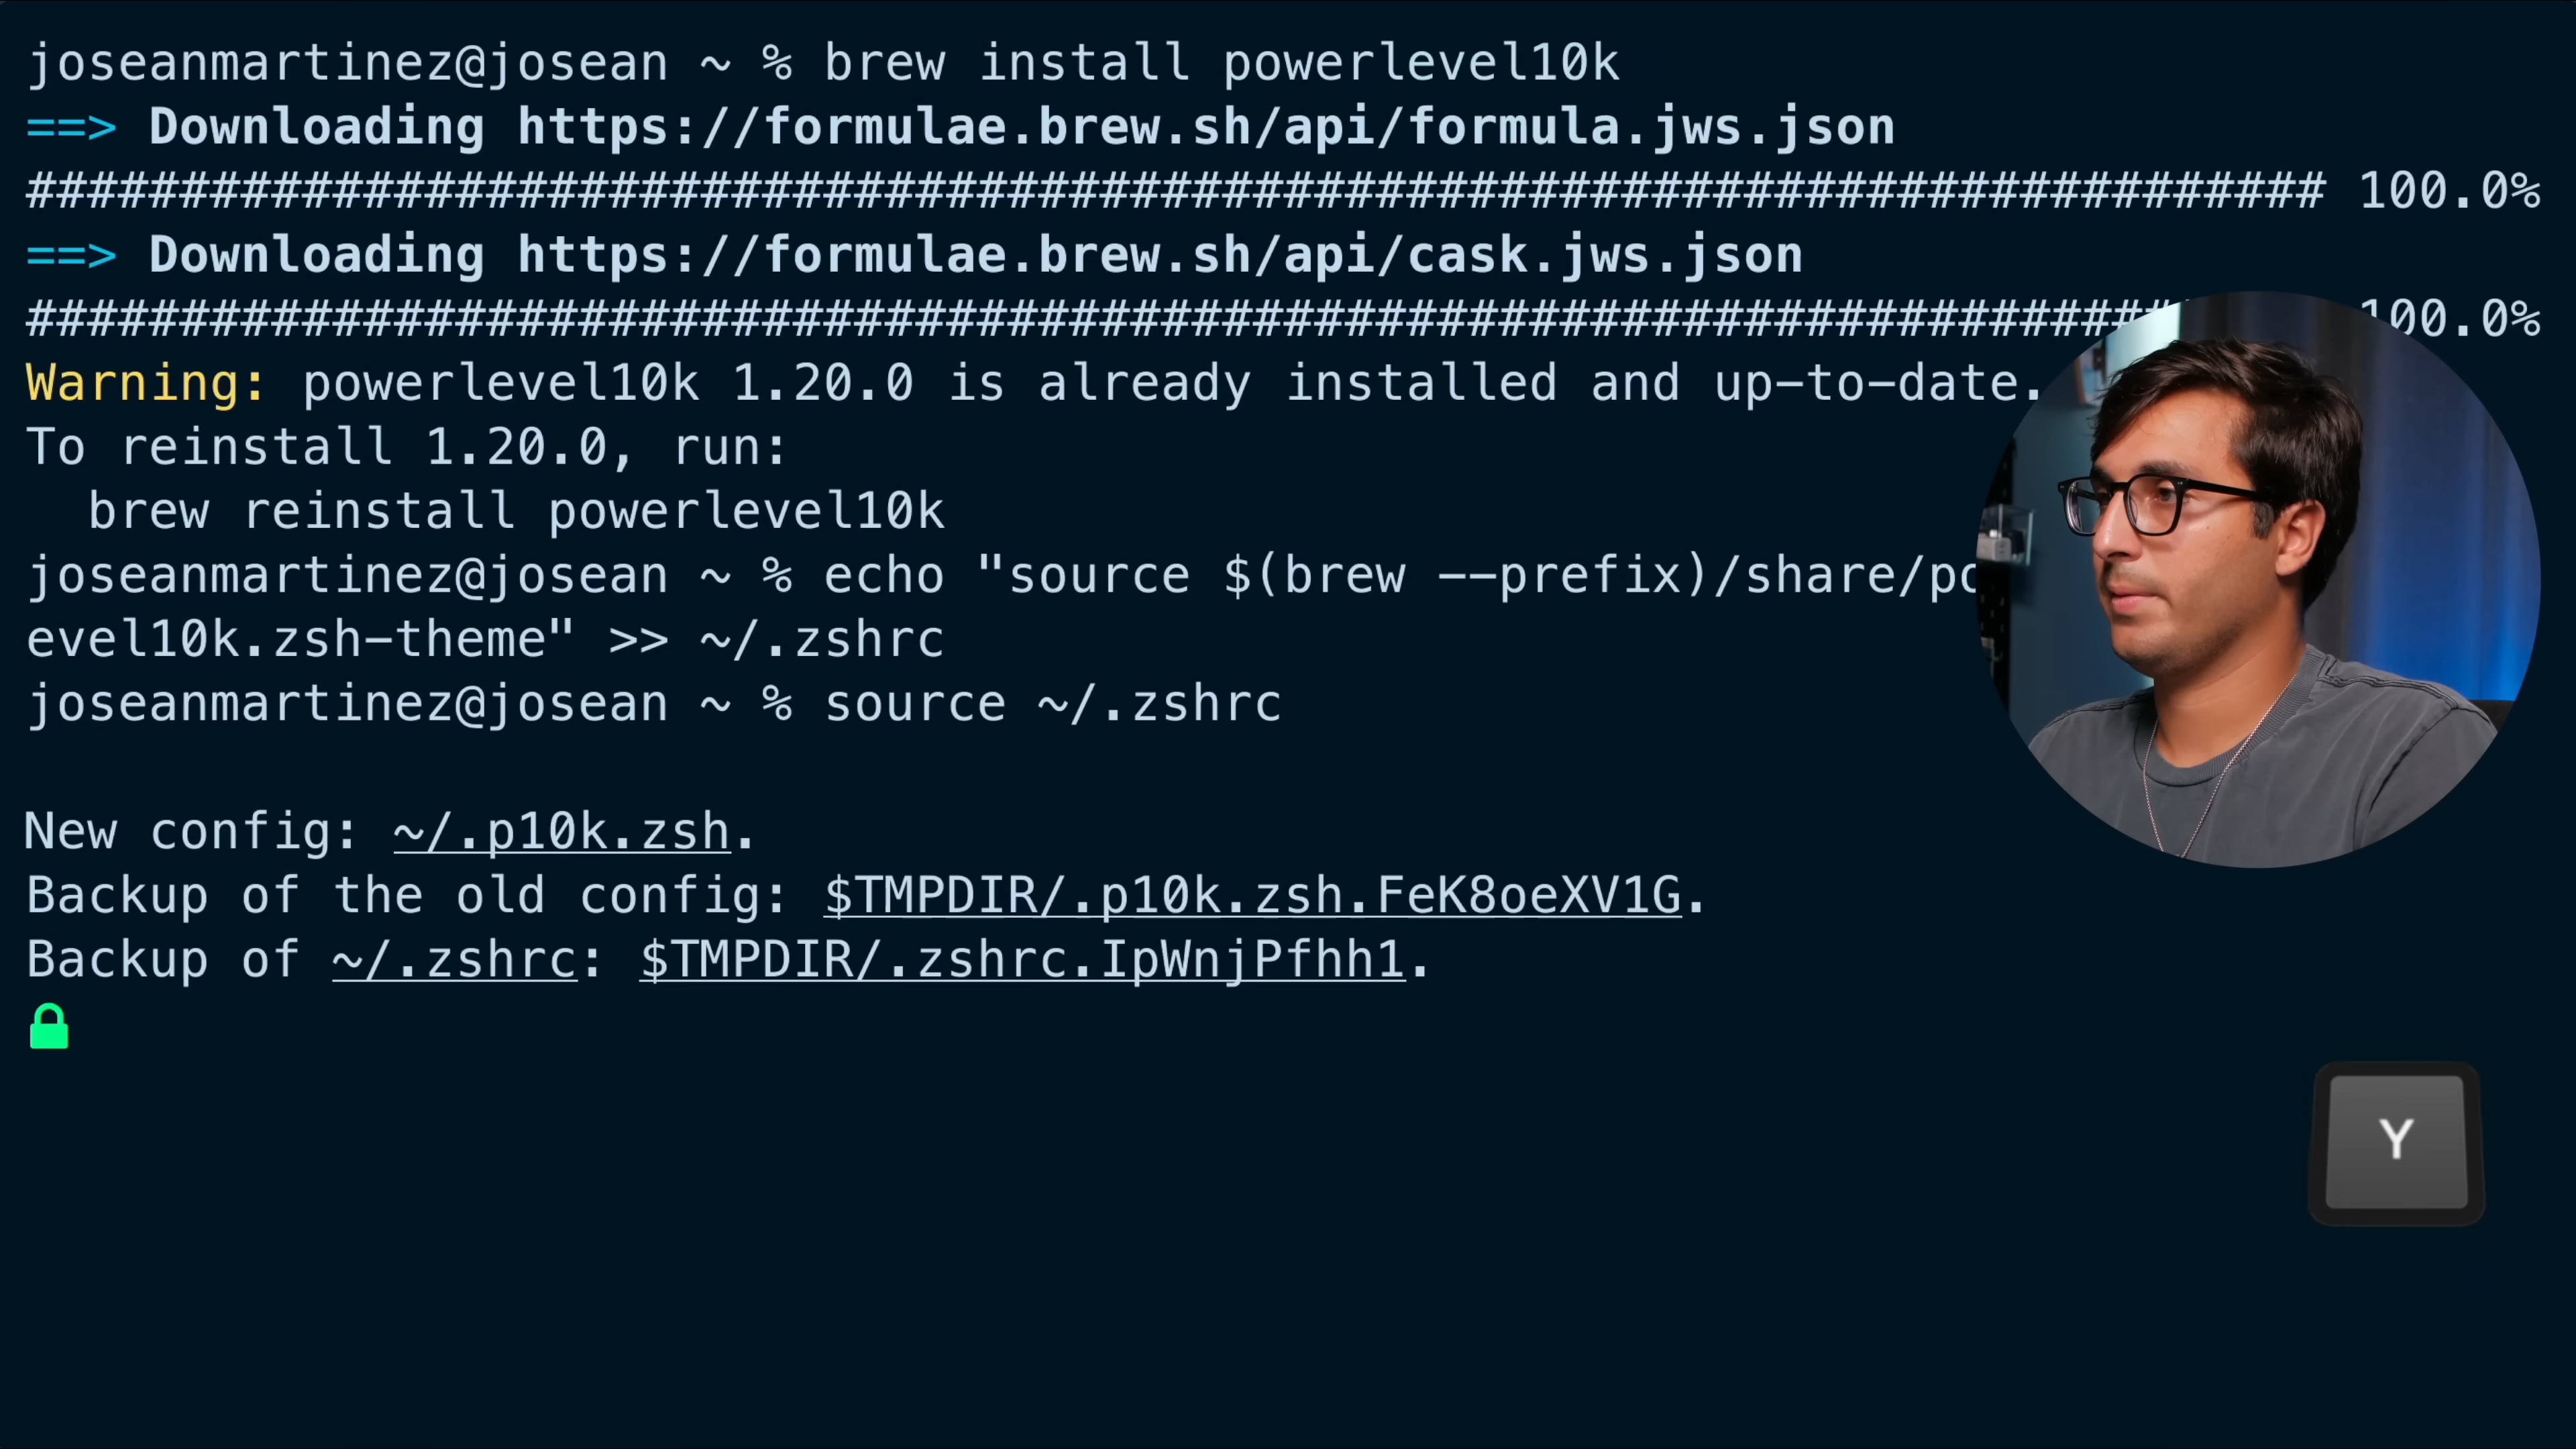 joseanmartinez@josean ~ % brew install powerlevel10k
==> Downloading https://formulae.brew.sh/api/formula.jws.json
########################################################################### 100.0%
==> Downloading https://formulae.brew.sh/api/cask.jws.json
###################################################################### 100.0%
Warning: powerlevel10k 1.20.0 is already installed and up-to-date.
To reinstall 1.20.0, run:
  brew reinstall powerlevel10k
joseanmartinez@josean ~ % echo "source $(brew --prefix)/share/po
evel10k.zsh-theme" >> ~/.zshrc
joseanmartinez@josean ~ % source ~/.zshrc
New config: ~/.p10k.zsh.
Backup of the old config: $TMPDIR/.p10k.zsh.FeK8oeXV1G.
Backup of ~/.zshrc: $TMPDIR/.zshrc.IpWnjPfhh1.
Y